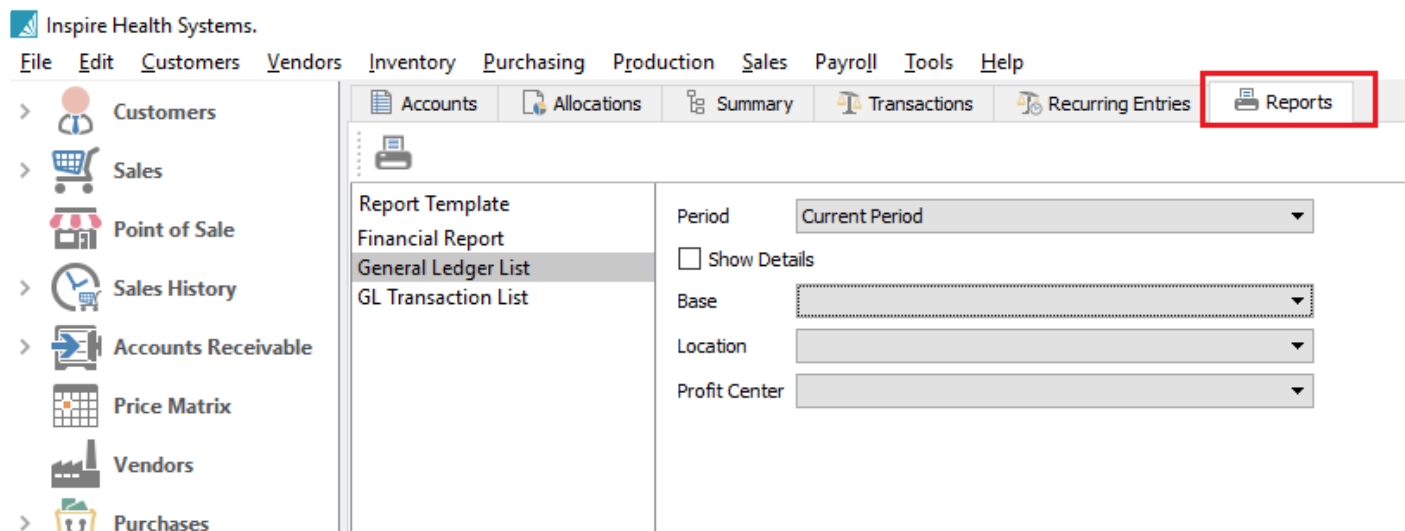 Inspire Health Systems.
File Edit Customers Vendors Inventory Purchasing Production Sales Payroll Tools Help
Accounts Allocations Summary Transactions Recurring Entries Reports
Customers
Sales
Point of Sale
Sales History
Accounts Receivable
Price Matrix
Vendors
Purchases
Report Template
Financial Report
General Ledger List
GL Transaction List
Period Current Period
Show Details
Base
Location
Profit Center